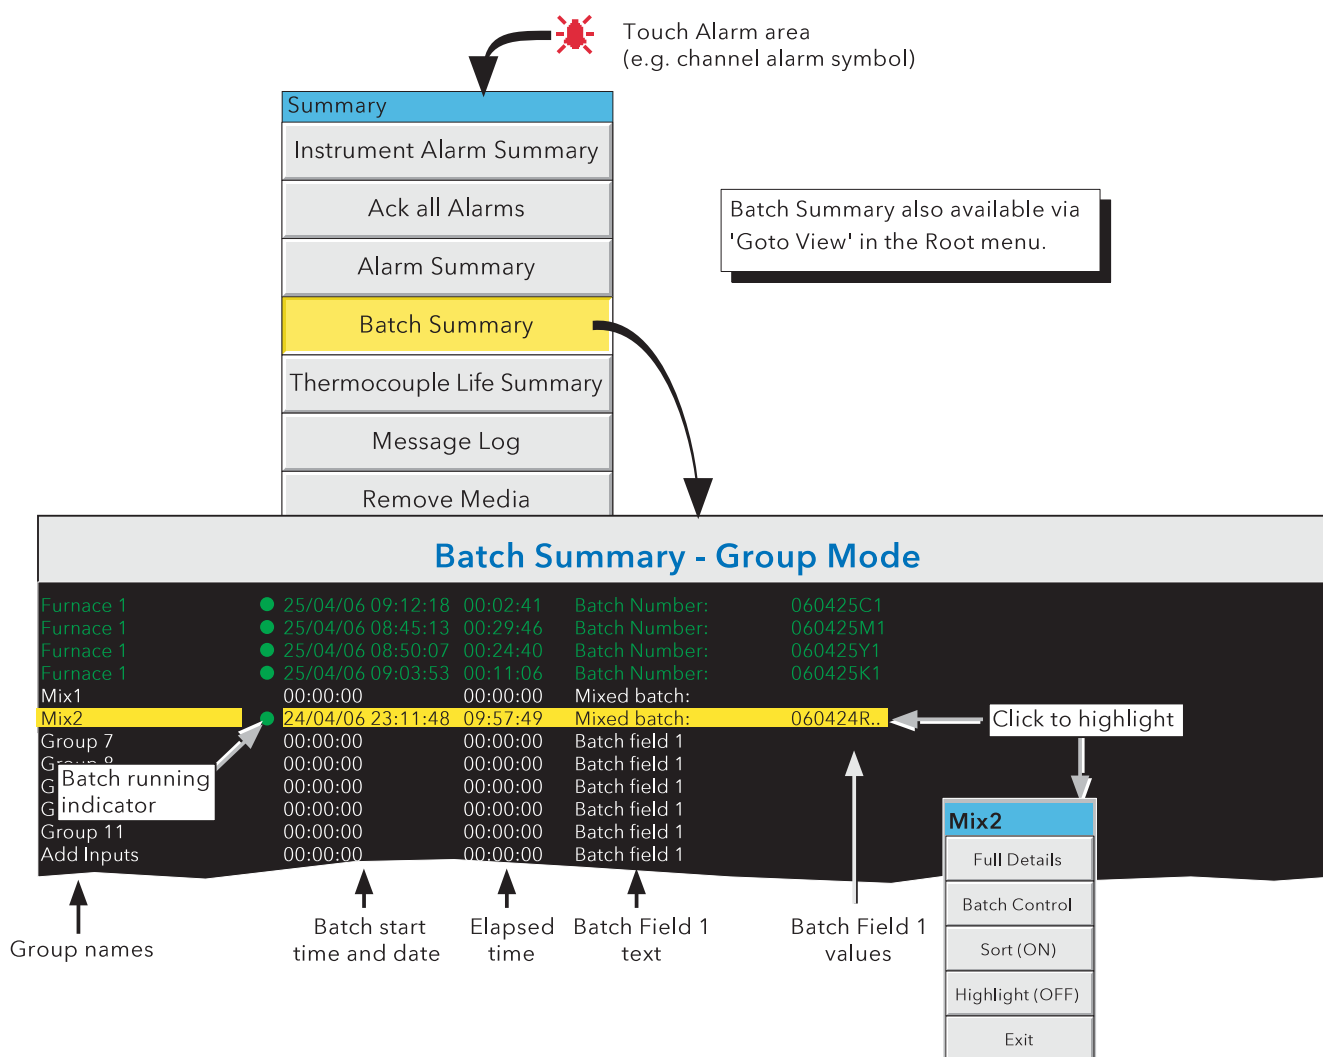 Touch Alarm area
(e.g. channel alarm symbol)
Summary
Instrument Alarm Summary
Ack all Alarms
Alarm Summary
Batch Summary
Thermocouple Life Summary
Message Log
Remove Media
Batch Summary also available via
'Goto View' in the Root menu.
Batch Summary - Group Mode
Furnace 1 25/04/06 09:12:18 00:02:41 Batch Number: 060425C1
Furnace 1 25/04/06 08:45:13 00:29:46 Batch Number: 060425M1
Furnace 1 25/04/06 08:50:07 00:24:40 Batch Number: 060425Y1
Furnace 1 25/04/06 09:03:53 00:11:06 Batch Number: 060425K1
Mix1 00:00:00 00:00:00 Mixed batch:
Mix2 24/04/06 23:11:48 09:57:49 Mixed batch: 060424R..
Group 7 00:00:00 00:00:00 Batch field 1
00:00:00 00:00:00 Batch field 1
G 00:00:00 00:00:00 Batch field 1
G 00:00:00 00:00:00 Batch field 1
Group 11 00:00:00 00:00:00 Batch field 1
Add Inputs 00:00:00 00:00:00 Batch field 1
Click to highlight
Batch running
indicator
Mix2
Full Details
Batch Control
Sort (ON)
Highlight (OFF)
Exit
Group names
Batch start
time and date
Elapsed
time
Batch Field 1
text
Batch Field 1
values